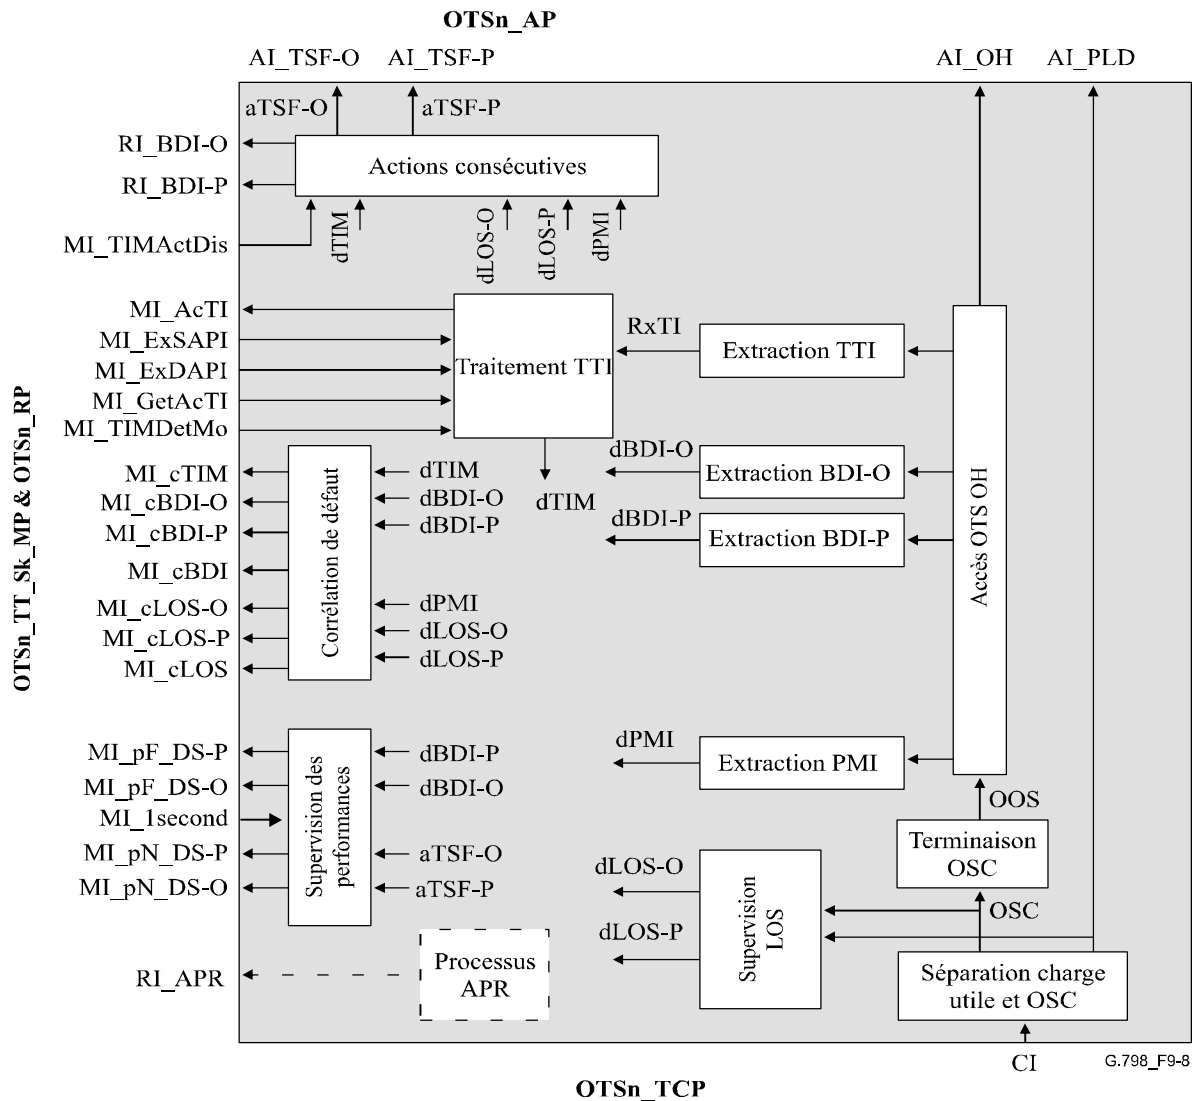 OTSn_AP
AI_TSF-O
AI_TSF-P
AI_OH
AI_PLD
aTSF-O
aTSF-P
RI_BDI-O
RI_BDI-P
Actions consécutives
MI_TIMActDis
dTIM
dLOS-O
dLOS-P
dPMI
MI_AcTI
MI_ExSAPI
MI_ExDAPI
MI_GetAcTI
MI_TIMDetMo
Traitement TTI
RxTI
Extraction TTI
dTIM
dBDI-O
Extraction BDI-O
dBDI-P
Extraction BDI-P
Accès OTS OH
OTSn_TT_Sk_MP & OTSn_RP
MI_cTIM
MI_cBDI-O
MI_cBDI-P
MI_cBDI
MI_cLOS-O
MI_cLOS-P
MI_cLOS
Corrélation de défaut
dTIM
dBDI-O
dBDI-P
dPMI
dLOS-O
dLOS-P
MI_pF_DS-P
MI_pF_DS-O
MI_1second
MI_pN_DS-P
MI_pN_DS-O
Supervision des
performances
dBDI-P
dBDI-O
aTSF-O
aTSF-P
dPMI
Extraction PMI
OOS
Terminaison
OSC
dLOS-O
dLOS-P
Supervision
LOS
OSC
RI_APR
Processus
APR
Séparation charge
utile et OSC
CI
G.798_F9-8
OTSn_TCP